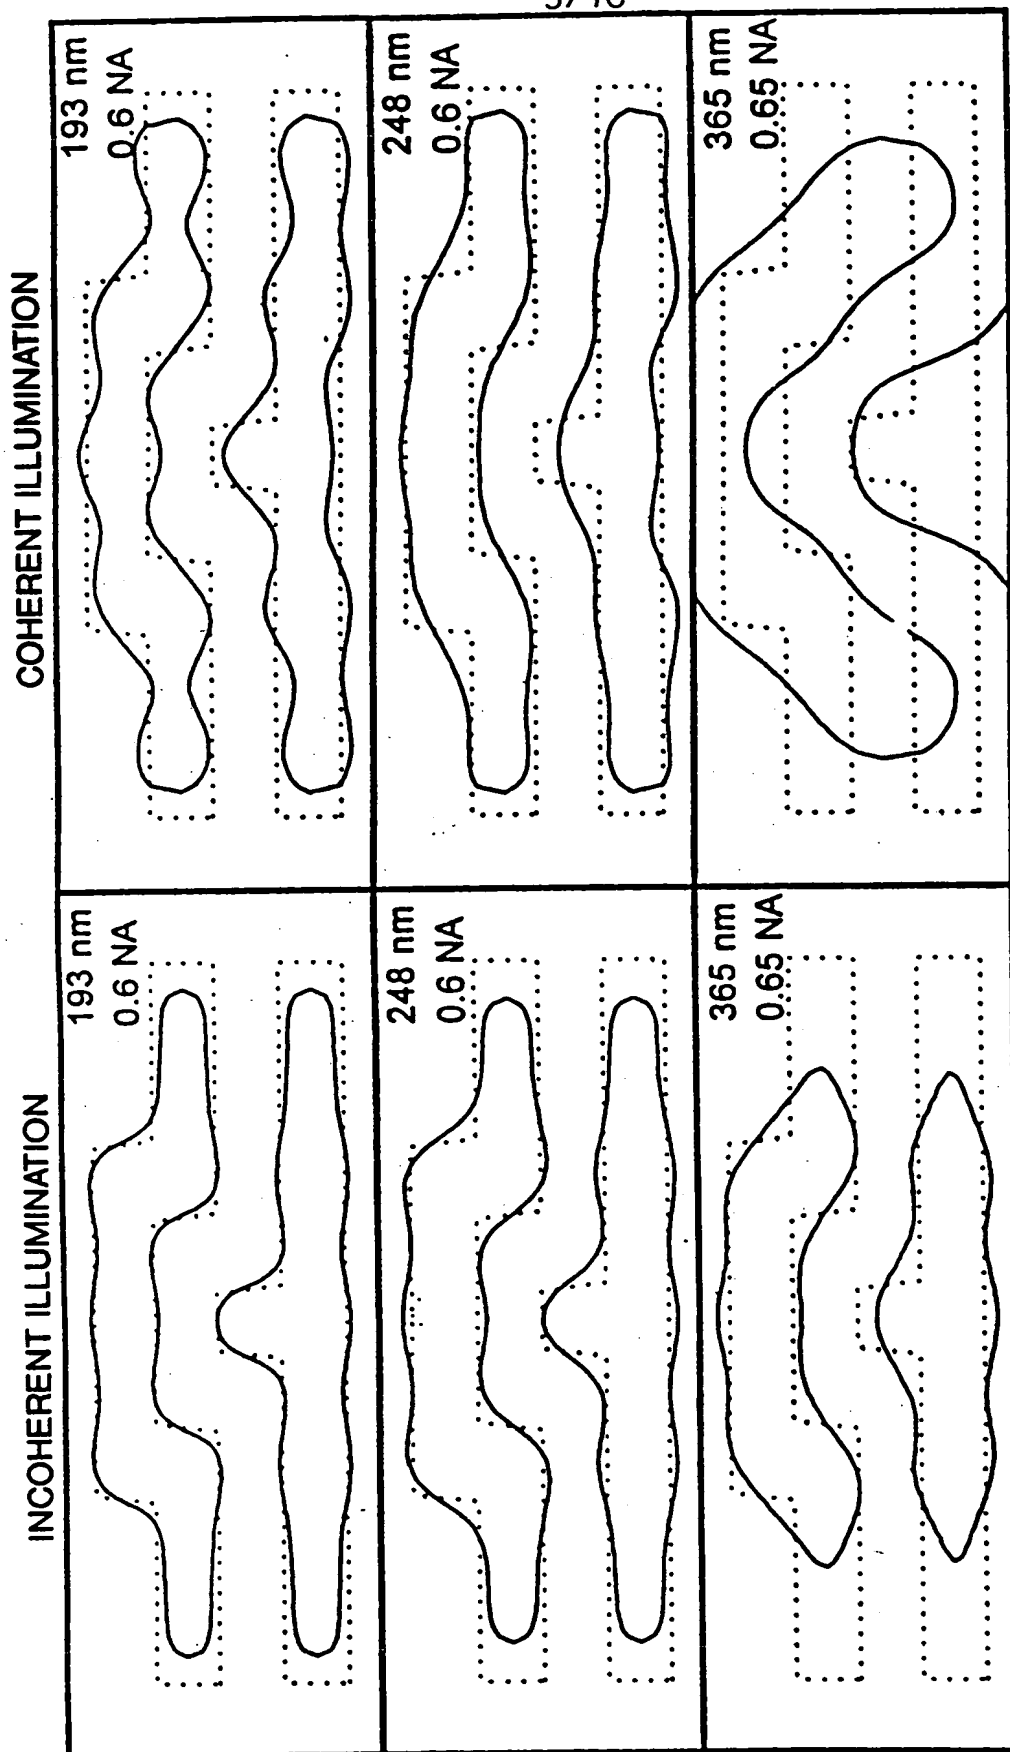 INCOHERENT ILLUMINATION
COHERENT ILLUMINATION
193 nm
0.6 NA
193 nm
0.6 NA
248 nm
0.6 NA
248 nm
0.6 NA
365 nm
0.65 NA
365 nm
0.65 NA